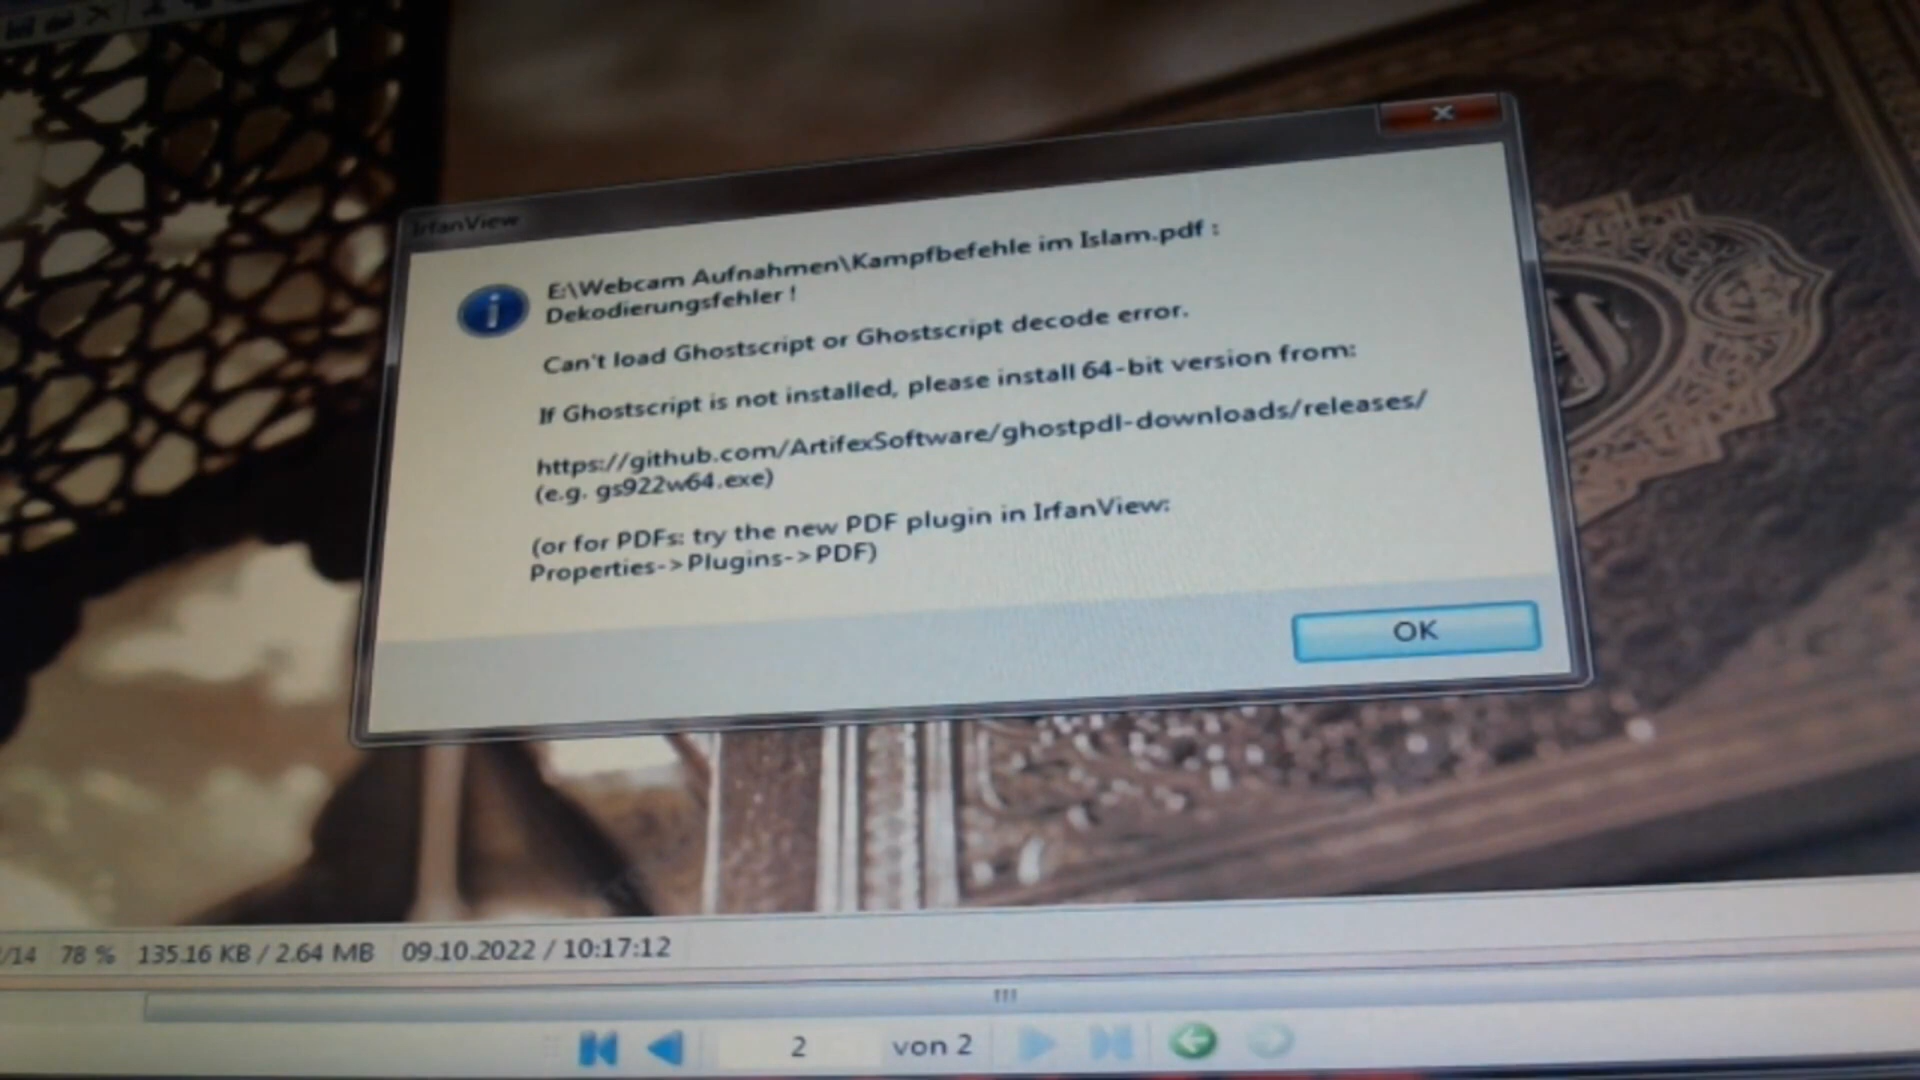 IrfanView
E:\Webcam Aufnahmen\Kampfbefehle im Islam.pdf :
Dekodierungsfehler !
Can't load Ghostscript or Ghostscript decode error.
If Ghostscript is not installed, please install 64-bit version from:
https://github.com/ArtifexSoftware/ghostpdl-downloads/releases/
(e.g. gs922w64.exe)
(or for PDFs: try the new PDF plugin in IrfanView:
Properties->Plugins->PDF)
OK
/14 78 % 135.16 KB / 2.64 MB 09.10.2022 / 10:17:12
2 von 2